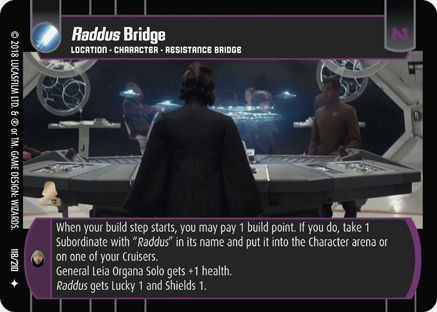 Raddus Bridge
LOCATION - CHARACTER - RESISTANCE BRIDGE
2
© 2018 LUCASFILM LTD. & ® or TM. GAME DESIGN: WIZARDS.
118/210
When your build step starts, you may pay 1 build point. If you do, take 1
Subordinate with "Raddus" in its name and put it into the Character arena or
on one of your Cruisers.
General Leia Organa Solo gets +1 health.
Raddus gets Lucky 1 and Shields 1.